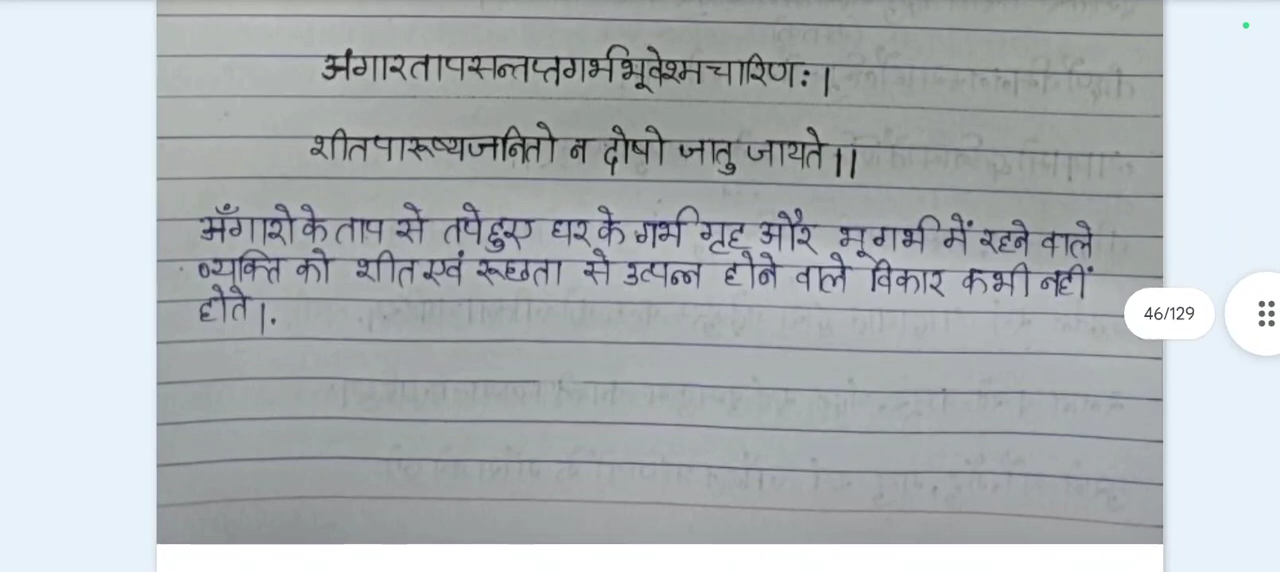 अंगारतापसन्तप्तगर्भभूवेश्मचारिणः।
शीतपारूष्यजनितो न दोषो जातु जायते॥
अँगारो के ताप से तपे हुए घर के गर्भ गृह और भूगर्भ में रहने वाले
व्यक्ति को शीत एवं रूछता से उत्पन्न होने वाले विकार कभी नहीं
होते।.
46/129